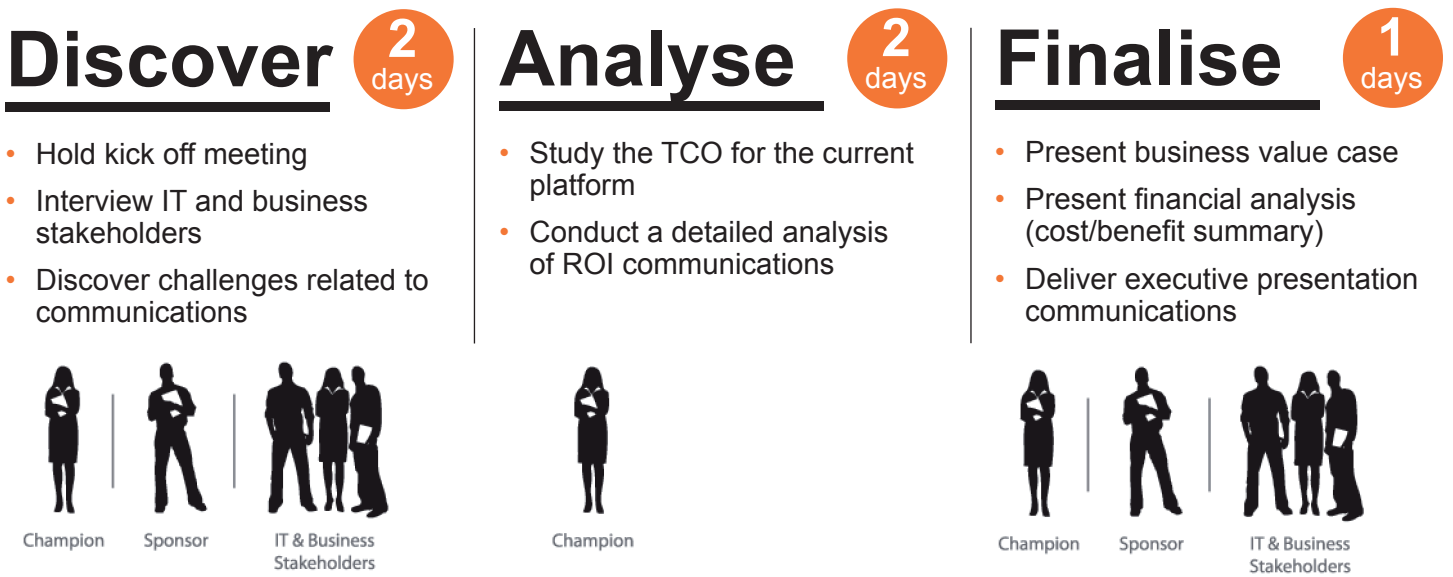 Discover
2
days
• Hold kick off meeting
• Interview IT and business
stakeholders
• Discover challenges related to
communications
Champion
Sponsor
IT & Business
Stakeholders
Analyse
2
days
• Study the TCO for the current
platform
• Conduct a detailed analysis
of ROI communications
Champion
Finalise
1
days
• Present business value case
• Present financial analysis
(cost/benefit summary)
• Deliver executive presentation
communications
Champion
Sponsor
IT & Business
Stakeholders